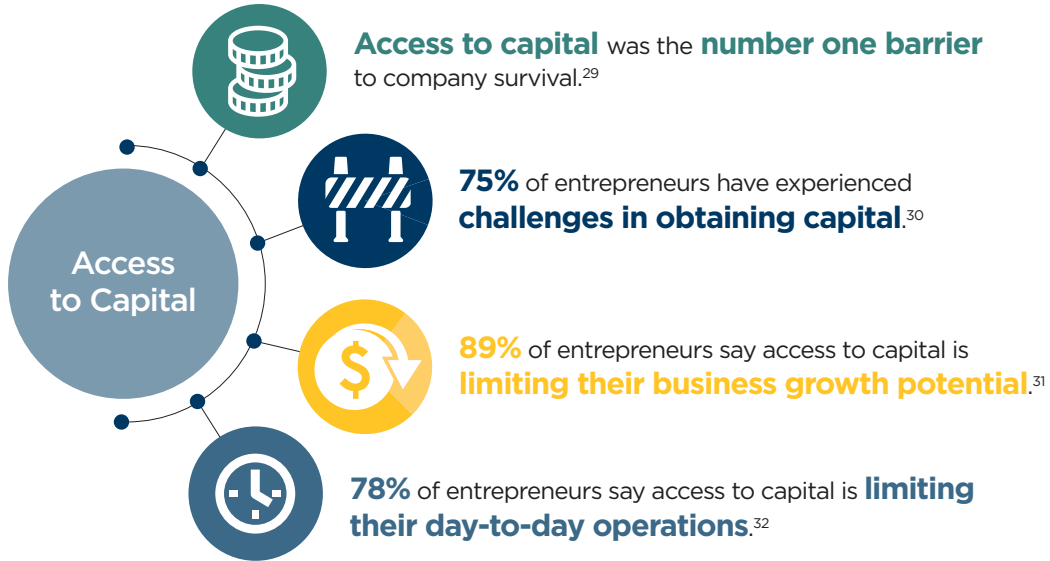 Access to capital was the number one barrier
to company survival.29
75% of entrepreneurs have experienced
challenges in obtaining capital.30
Access
to Capital
$
89% of entrepreneurs say access to capital is
limiting their business growth potential.31
78% of entrepreneurs say access to capital is limiting
their day-to-day operations.32